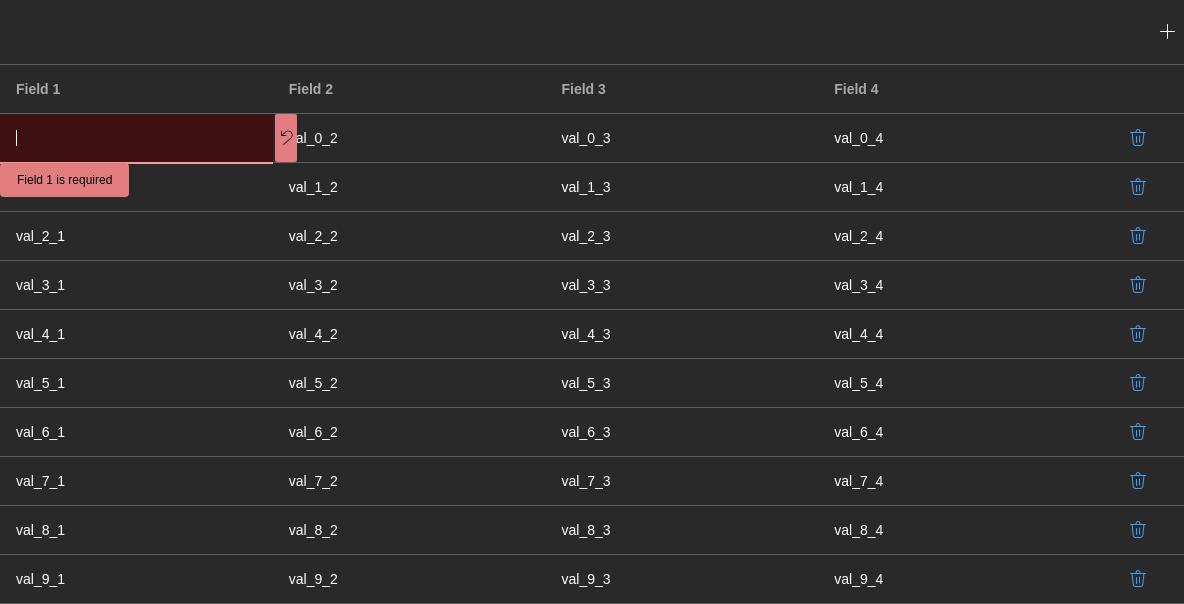 Field 1 Field 2 Field 3 Field 4
al_0_2 val_0_3 val_0_4
Field 1 is required
val_1_2 val_1_3 val_1_4
val_2_1 val_2_2 val_2_3 val_2_4
val_3_1 val_3_2 val_3_3 val_3_4
val_4_1 val_4_2 val_4_3 val_4_4
val_5_1 val_5_2 val_5_3 val_5_4
val_6_1 val_6_2 val_6_3 val_6_4
val_7_1 val_7_2 val_7_3 val_7_4
val_8_1 val_8_2 val_8_3 val_8_4
val_9_1 val_9_2 val_9_3 val_9_4